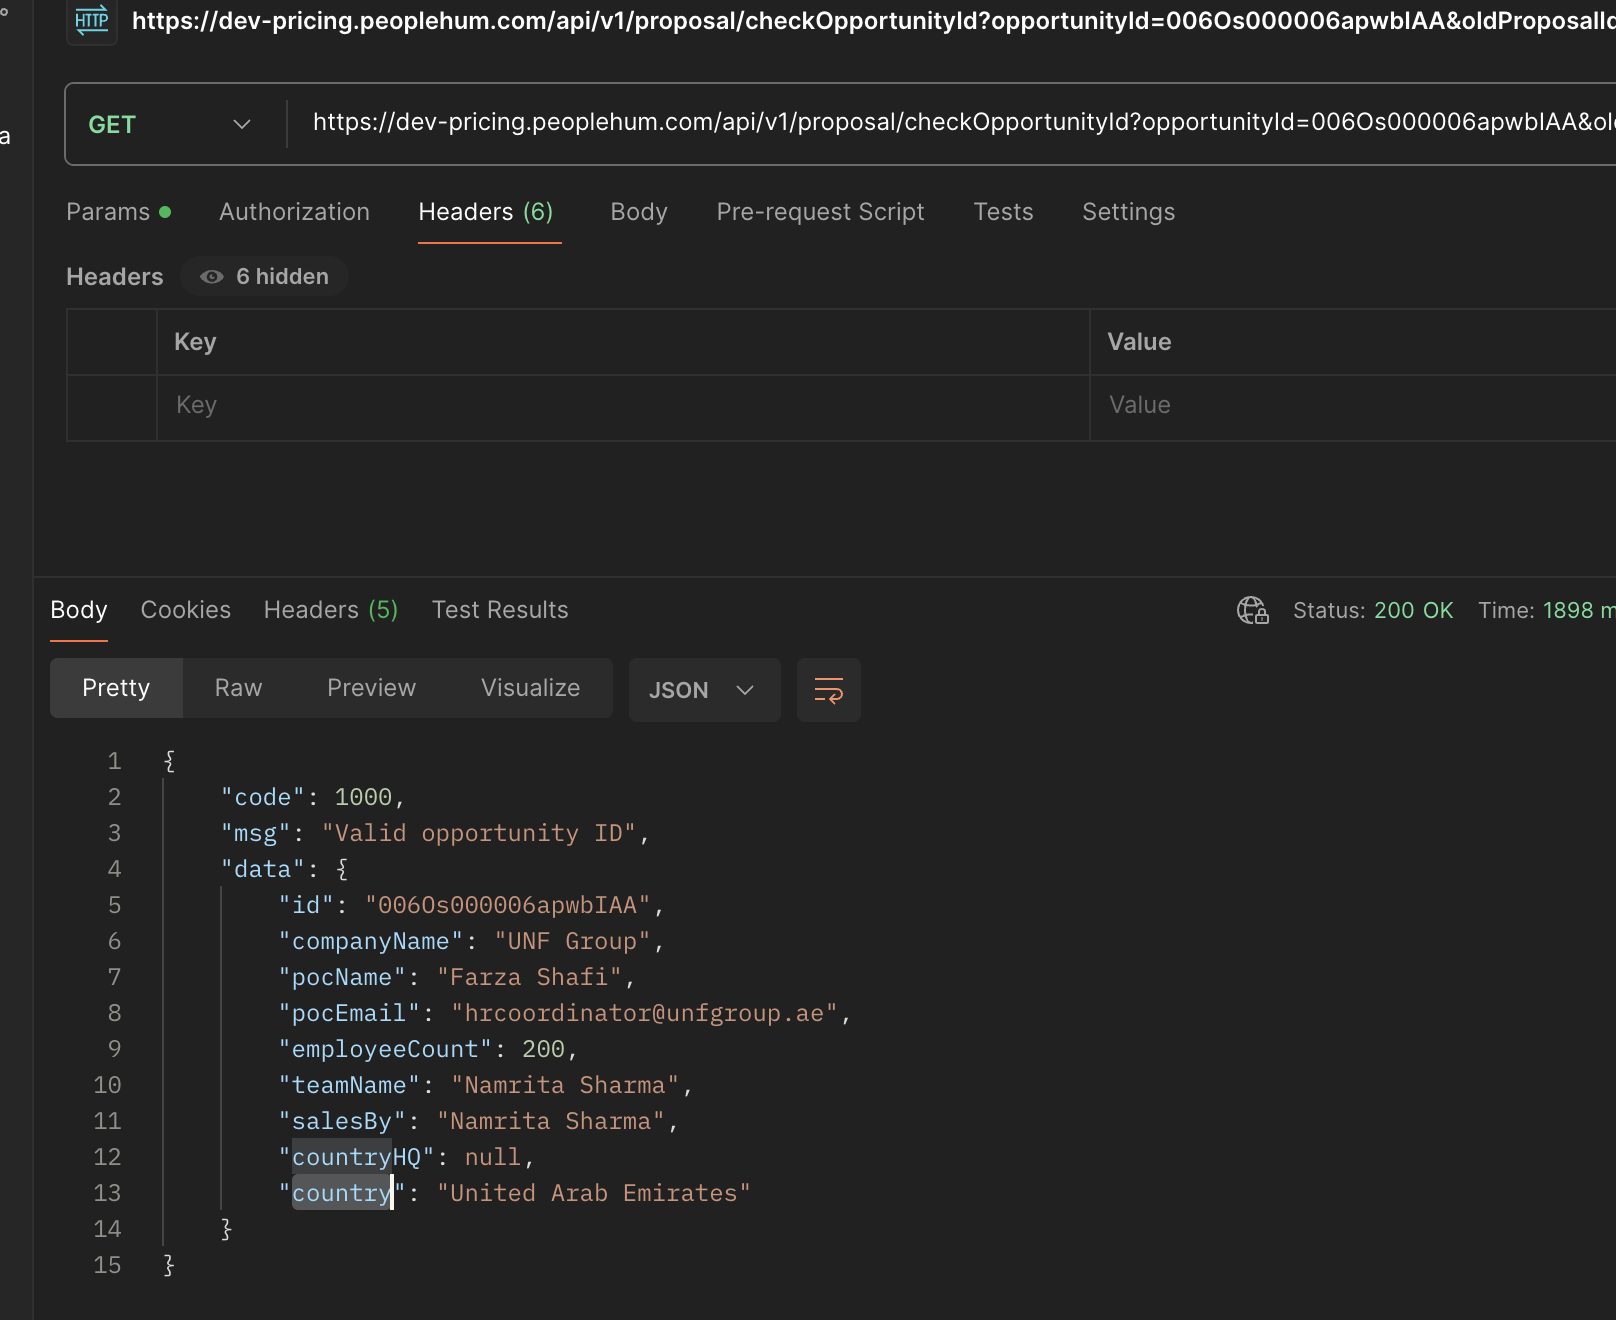 HTTP https://dev-pricing.peoplehum.com/api/v1/proposal/checkOpportunityId?opportunityId=006Os000006apwbIAA&oldProposalId
GET https://dev-pricing.peoplehum.com/api/v1/proposal/checkOpportunityId?opportunityId=006Os000006apwbIAA&ol
a
Params Authorization Headers (6) Body Pre-request Script Tests Settings
Headers 6 hidden
Key Value
Key Value
Body Cookies Headers (5) Test Results Status: 200 OK Time: 1898 m
Pretty Raw Preview Visualize JSON
1 {
2 "code": 1000,
3 "msg": "Valid opportunity ID",
4 "data": {
5 "id": "006Os000006apwbIAA",
6 "companyName": "UNF Group",
7 "pocName": "Farza Shafi",
8 "pocEmail": "hrcoordinator@unfgroup.ae",
9 "employeeCount": 200,
10 "teamName": "Namrita Sharma",
11 "salesBy": "Namrita Sharma",
12 "countryHQ": null,
13 "country": "United Arab Emirates"
14 }
15 }